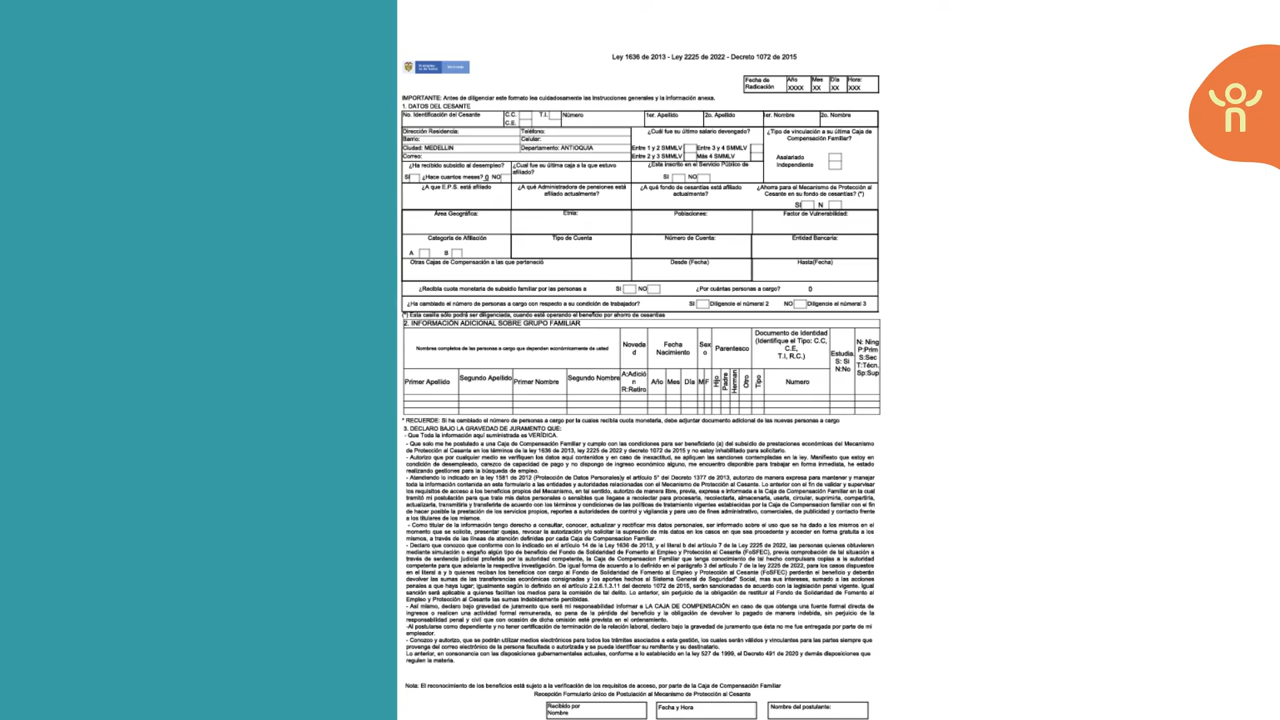 Ley 1636 de 2013 - Ley 2225 de 2022 - Decreto 1072 de 2015
Fecha de Radicación Año XXXX Mes XX Día XX Hora: XXX
IMPORTANTE: Antes de diligenciar este formato lea cuidadosamente las instrucciones generales y la información anexa.
1. DATOS DEL CESANTE
No. Identificación del Cesante C.C. T.I. Número 1er. Apellido 2o. Apellido 1er. Nombre 2o. Nombre
C.E.
Dirección Residencia: Teléfono: ¿Cuál fue su último salario devengado? ¿Tipo de vinculación a su última Caja de Compensación Familiar?
Barrio: Celular:
Ciudad: MEDELLIN Departamento: ANTIOQUIA Entre 1 y 2 SMMLV Entre 3 y 4 SMMLV
Correo: Entre 2 y 3 SMMLV Más 4 SMMLV Asalariado
Independiente
¿Ha recibido subsidio al desempleo? ¿Cual fue su última caja a la que estuvo afiliado? ¿Está inscrito en el Servicio Público de
SI ¿Hace cuantos meses? 0 NO SI NO
¿A que E.P.S. está afiliado ¿A qué Administradora de pensiones está afiliado actualmente? ¿A qué fondo de cesantías está afiliado actualmente? ¿Ahorra para el Mecanismo de Protección al Cesante en su fondo de cesantías? (*)
SI N
Área Geográfica: Etnia: Poblaciones: Factor de Vulnerabilidad:
Categoría de Afiliación Tipo de Cuenta Número de Cuenta: Entidad Bancaria:
A B
Otras Cajas de Compensación a las que perteneció Desde (Fecha) Hasta(Fecha)
¿Recibía cuota monetaria de subsidio familiar por las personas a SI NO ¿Por cuántas personas a cargo? 0
¿Ha cambiado el número de personas a cargo con respecto a su condición de trabajador? SI Diligencie el númeral 2 NO Diligencie el númeral 3
(*) Esta casilla sólo podrá ser diligenciada, cuando esté operando el beneficio por ahorro de cesantías
2. INFORMACIÓN ADICIONAL SOBRE GRUPO FAMILIAR
Nombres completos de las personas a cargo que dependen económicamente de usted Novedad Fecha Nacimiento Sexo Parentesco Documento de Identidad (Identifique el Tipo: C.C, C.E, T.I, R.C.) Estudia S: Si N:No N: Ning P:Prim S:Sec T:Técn. Sp:Sup
Primer Apellido Segundo Apellido Primer Nombre Segundo Nombre A:Adición R:Retiro Año Mes Día M F Hijo Padre Herman Otro Tipo Numero
* RECUERDE: Si ha cambiado el número de personas a cargo por la cuales recibía cuota monetaria, debe adjuntar documento adicional de las nuevas personas a cargo
3. DECLARO BAJO LA GRAVEDAD DE JURAMENTO QUE:
- Que Toda la información aquí suministrada es VERÍDICA.
- Que solo me he postulado a una Caja de Compensación Familiar y cumplo con las condiciones para ser beneficiario (a) del subsidio de prestaciones económicas del Mecanismo
de Protección al Cesante en los términos de la ley 1636 de 2013, ley 2225 de 2022 y decreto 1072 de 2015 y no estoy inhabilitado para solicitarlo.
- Autorizo que por cualquier medio se verifiquen los datos aquí contenidos y en caso de inexactitud, se apliquen las sanciones contempladas en la ley. Manifiesto que estoy en
condición de desempleado, carezco de capacidad de pago y no dispongo de ingreso económico alguno, me encuentro disponible para trabajar en forma inmediata, he estado
realizando gestiones para la búsqueda de empleo.
- Atendiendo lo indicado en la ley 1581 de 2012 (Protección de Datos Personales)y el artículo 5° del Decreto 1377 de 2013, autorizo de manera expresa para mantener y manejar
toda la información contenida en este formulario a las entidades y autoridades relacionadas con el Mecanismo de Protección al Cesante. Lo anterior con el fin de validar y supervisar
los requisitos de acceso a los beneficios propios del Mecanismo, en tal sentido, autorizo de manera libre, previa, expresa e informada a la Caja de Compensación Familiar en la cual
tramitó mi postulación para que trate mis datos personales o sensibles que llegase a recolectar para procesarla, recolectarla, almacenarla, usarla, circular, suprimirla, compartirla,
actualizarla, transmitirla y transferirla de acuerdo con los términos y condiciones de las políticas de tratamiento vigentes establecidas por la Caja de Compensación Familiar con el fin
de hacer posible la prestación de los servicios propios, reportes a autoridades de control y vigilancia y para uso de fines administrativo, comerciales, de publicidad y contacto frente
a los titulares de los mismos.
- Como titular de la información tengo derecho a consultar, conocer, actualizar y rectificar mis datos personales, ser informado sobre el uso que se ha dado a los mismos en el
momento que se solicita, presentar quejas, revocar la autorización y/o solicitar la supresión de mis datos en los casos en que sea procedente y acceder en forma gratuita a los
mismos, a través de las líneas de atención definidas por cada Caja de Compensacion Familiar.
- Declaro que conozco que conforme con lo indicado en el artículo 14 de la Ley 1636 de 2013, y el literal b del artículo 7 de la Ley 2225 de 2022, las personas quienes obtuvieren
mediante simulación o engaño algún tipo de beneficio del Fondo de Solidaridad de Fomento al Empleo y Protección al Cesante (FoSFEC), previa comprobación de tal situación a
través de sentencia judicial proferida por la autoridad competente, la Caja de Compensación Familiar que tenga conocimiento de tal hecho compulsara copias a la autoridad
competente para que adelante la respectiva investigación. De igual forma de acuerdo a lo definido en el parágrafo 3 del artículo 7 de la ley 2225 de 2022, para los casos dispuestos
en el literal a y b quienes reciban los beneficios con cargo al Fondo de Solidaridad de Fomento al Empleo y Protección al Cesante (FoSFEC) perderán el beneficio y deberán
devolver las sumas de las transferencias económicas consignadas y los aportes hechos al Sistema General de Seguridad" Social, mas sus intereses, sumado a las acciones
penales a que haya lugar; igualmente según lo definido en el artículo 2.2.6.1.3.11 del decreto 1072 de 2015, serán sancionadas de acuerdo con la legislación penal vigente. Igual
sanción será aplicable a quienes faciliten los medios para la comisión de tal delito. Lo anterior, sin perjuicio de la obligación de restituir al Fondo de Solidaridad de Fomento al
Empleo y Protección al Cesante las sumas indebidamente percibidas.
- Así mismo, declaro bajo gravedad de juramento que será mi responsabilidad informar a LA CAJA DE COMPENSACIÓN en caso de que obtenga una fuente formal directa de
ingresos o realicen una actividad formal remunerada, so pena de la pérdida del beneficio y la obligación de devolver lo pagado de manera indebida, sin perjuicio de la
responsabilidad penal y civil que con ocasión de dicha omisión esté prevista en el ordenamiento.
-Al postularse como dependiente y no tener certificación de terminación de la relación laboral, declaro bajo la gravedad de juramento que ésta no me fue entregada por parte de mi
empleador.
- Conozco y autorizo, que se podrán utilizar medios electrónicos para todos los trámites asociados a esta gestión, los cuales serán válidos y vinculantes para las partes siempre que
provenga del correo electrónico de la persona facultada o autorizada y se pueda identificar su remitente y su destinatario.
Lo anterior, en consonancia con las disposiciones gubernamentales actuales, conforme a lo establecido en la ley 527 de 1999, el Decreto 491 de 2020 y demás disposiciones que
regulen la materia.
Nota: El reconocimiento de los beneficios está sujeto a la verificación de los requisitos de acceso, por parte de la Caja de Compensación Familiar
Recepción Formulario único de Postulación al Mecanismo de Protección al Cesante
Recibido por Nombre Fecha y Hora Nombre del postulante: